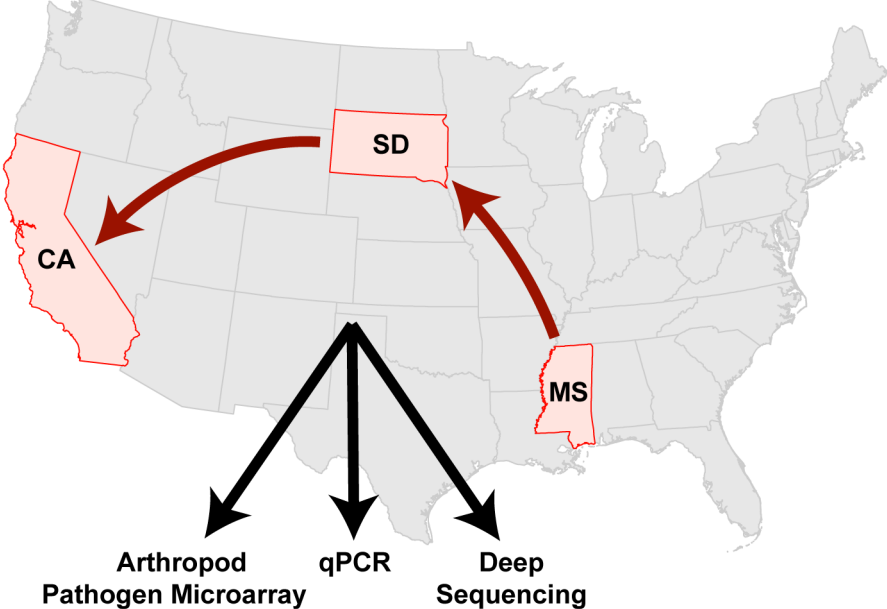 SD
CA
MS
Arthropod
Pathogen Microarray
qPCR
Deep
Sequencing